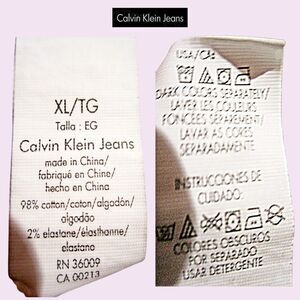 Calvin Klein Jeans
XL/TG
Talla : EG
Calvin Klein Jeans
made in China/
fabriqué en Chine/
hecho en China
98% cotton/coton/algodón/
algodão
2% elastane/élasthanne/
elastano
RN 36009
CA 00213
USA/CA:
DARK COLORS SEPARATELY/
LAVER LES COULEURS
FONCÉES SEPAREMENT/
LAVAR AS CORES
SEPARADAMENTE
INSTRUCCIONES DE
CUIDADO:
COLORES OBSCUROS
POR SEPARADO
USAR DETERGENTE